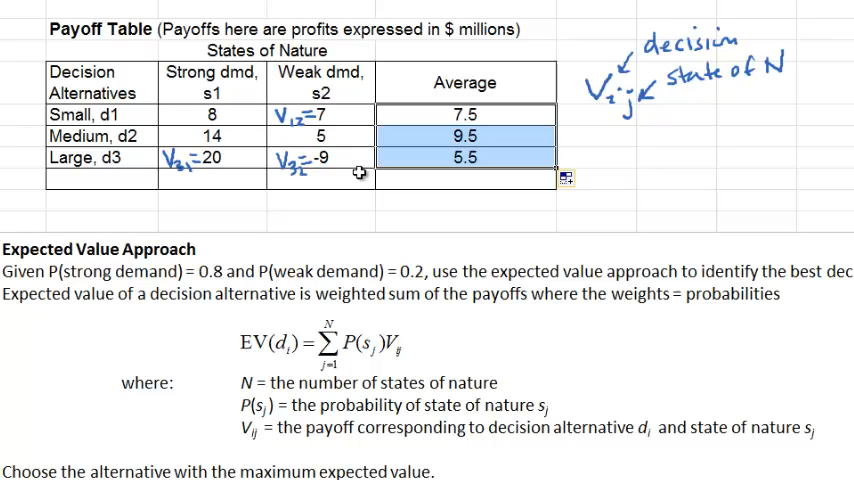 Payoff Table (Payoffs here are profits expressed in $ millions)
States of Nature
Decision Alternatives Strong dmd, s1 Weak dmd, s2 Average
Small, d1 8 V12=7 7.5
Medium, d2 14 5 9.5
Large, d3 V31=20 V32=-9 5.5
decision
Vij state of N
Expected Value Approach
Given P(strong demand) = 0.8 and P(weak demand) = 0.2, use the expected value approach to identify the best dec
Expected value of a decision alternative is weighted sum of the payoffs where the weights = probabilities
EV(di) = ∑ j=1 N P(sj)Vij
where: N = the number of states of nature
P(sj) = the probability of state of nature sj
Vij = the payoff corresponding to decision alternative di and state of nature sj
Choose the alternative with the maximum expected value.